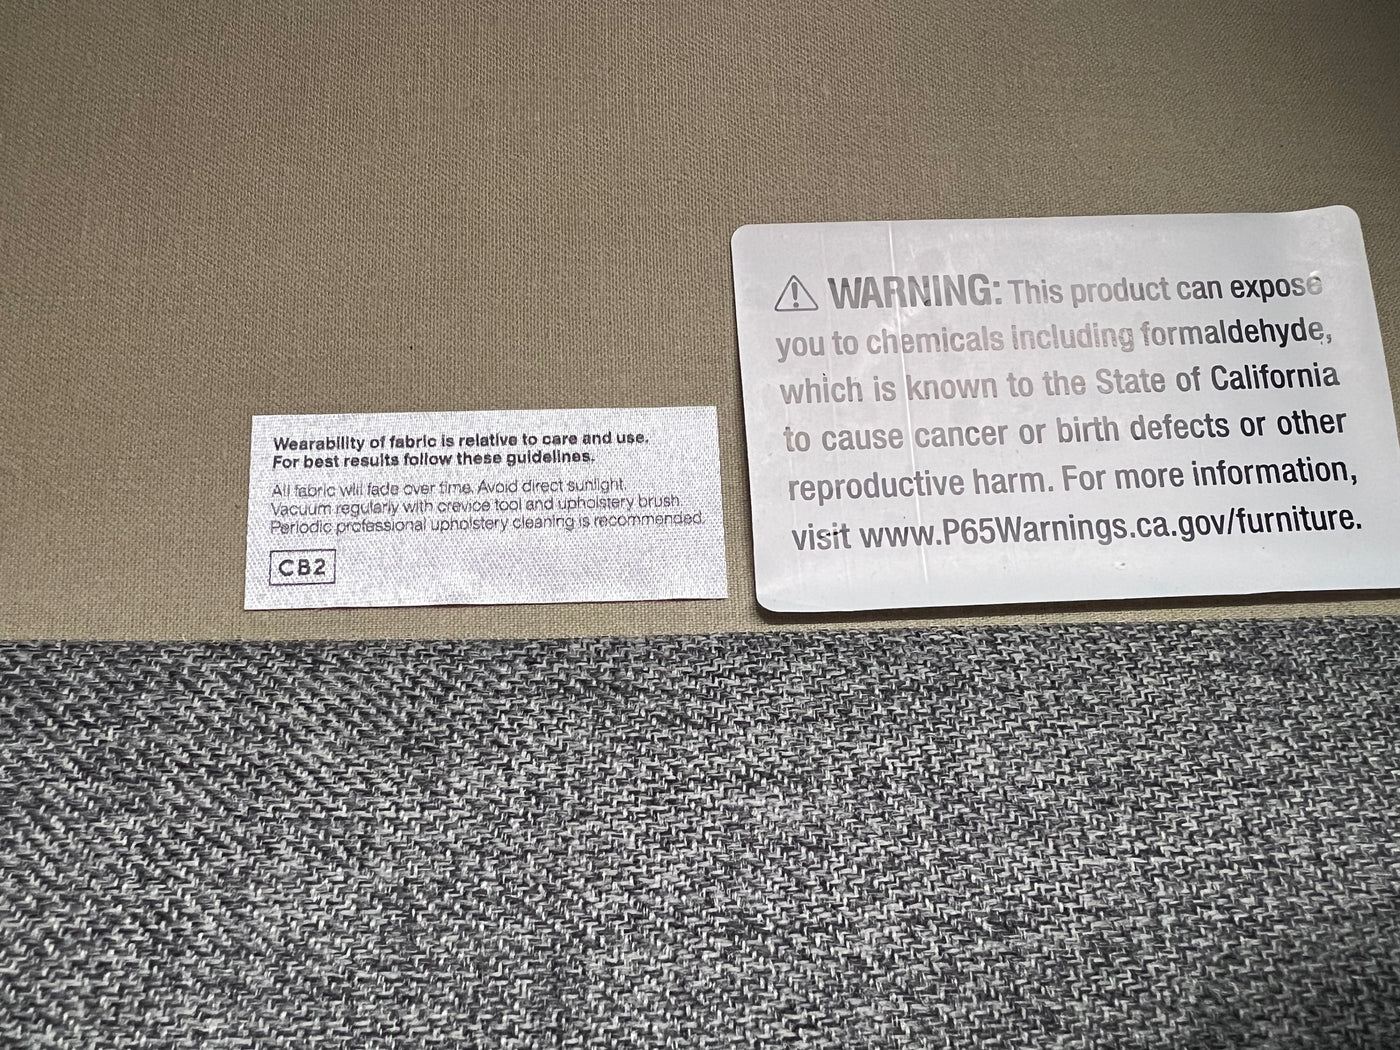 Wearability of fabric is relative to care and use.
For best results follow these guidelines.
All fabric will fade over time. Avoid direct sunlight.
Vacuum regularly with crevice tool and upholstery brush.
Periodic professional upholstery cleaning is recommended.
CB2
WARNING: This product can expose
you to chemicals including formaldehyde,
which is known to the State of California
to cause cancer or birth defects or other
reproductive harm. For more information,
visit www.P65Warnings.ca.gov/furniture.